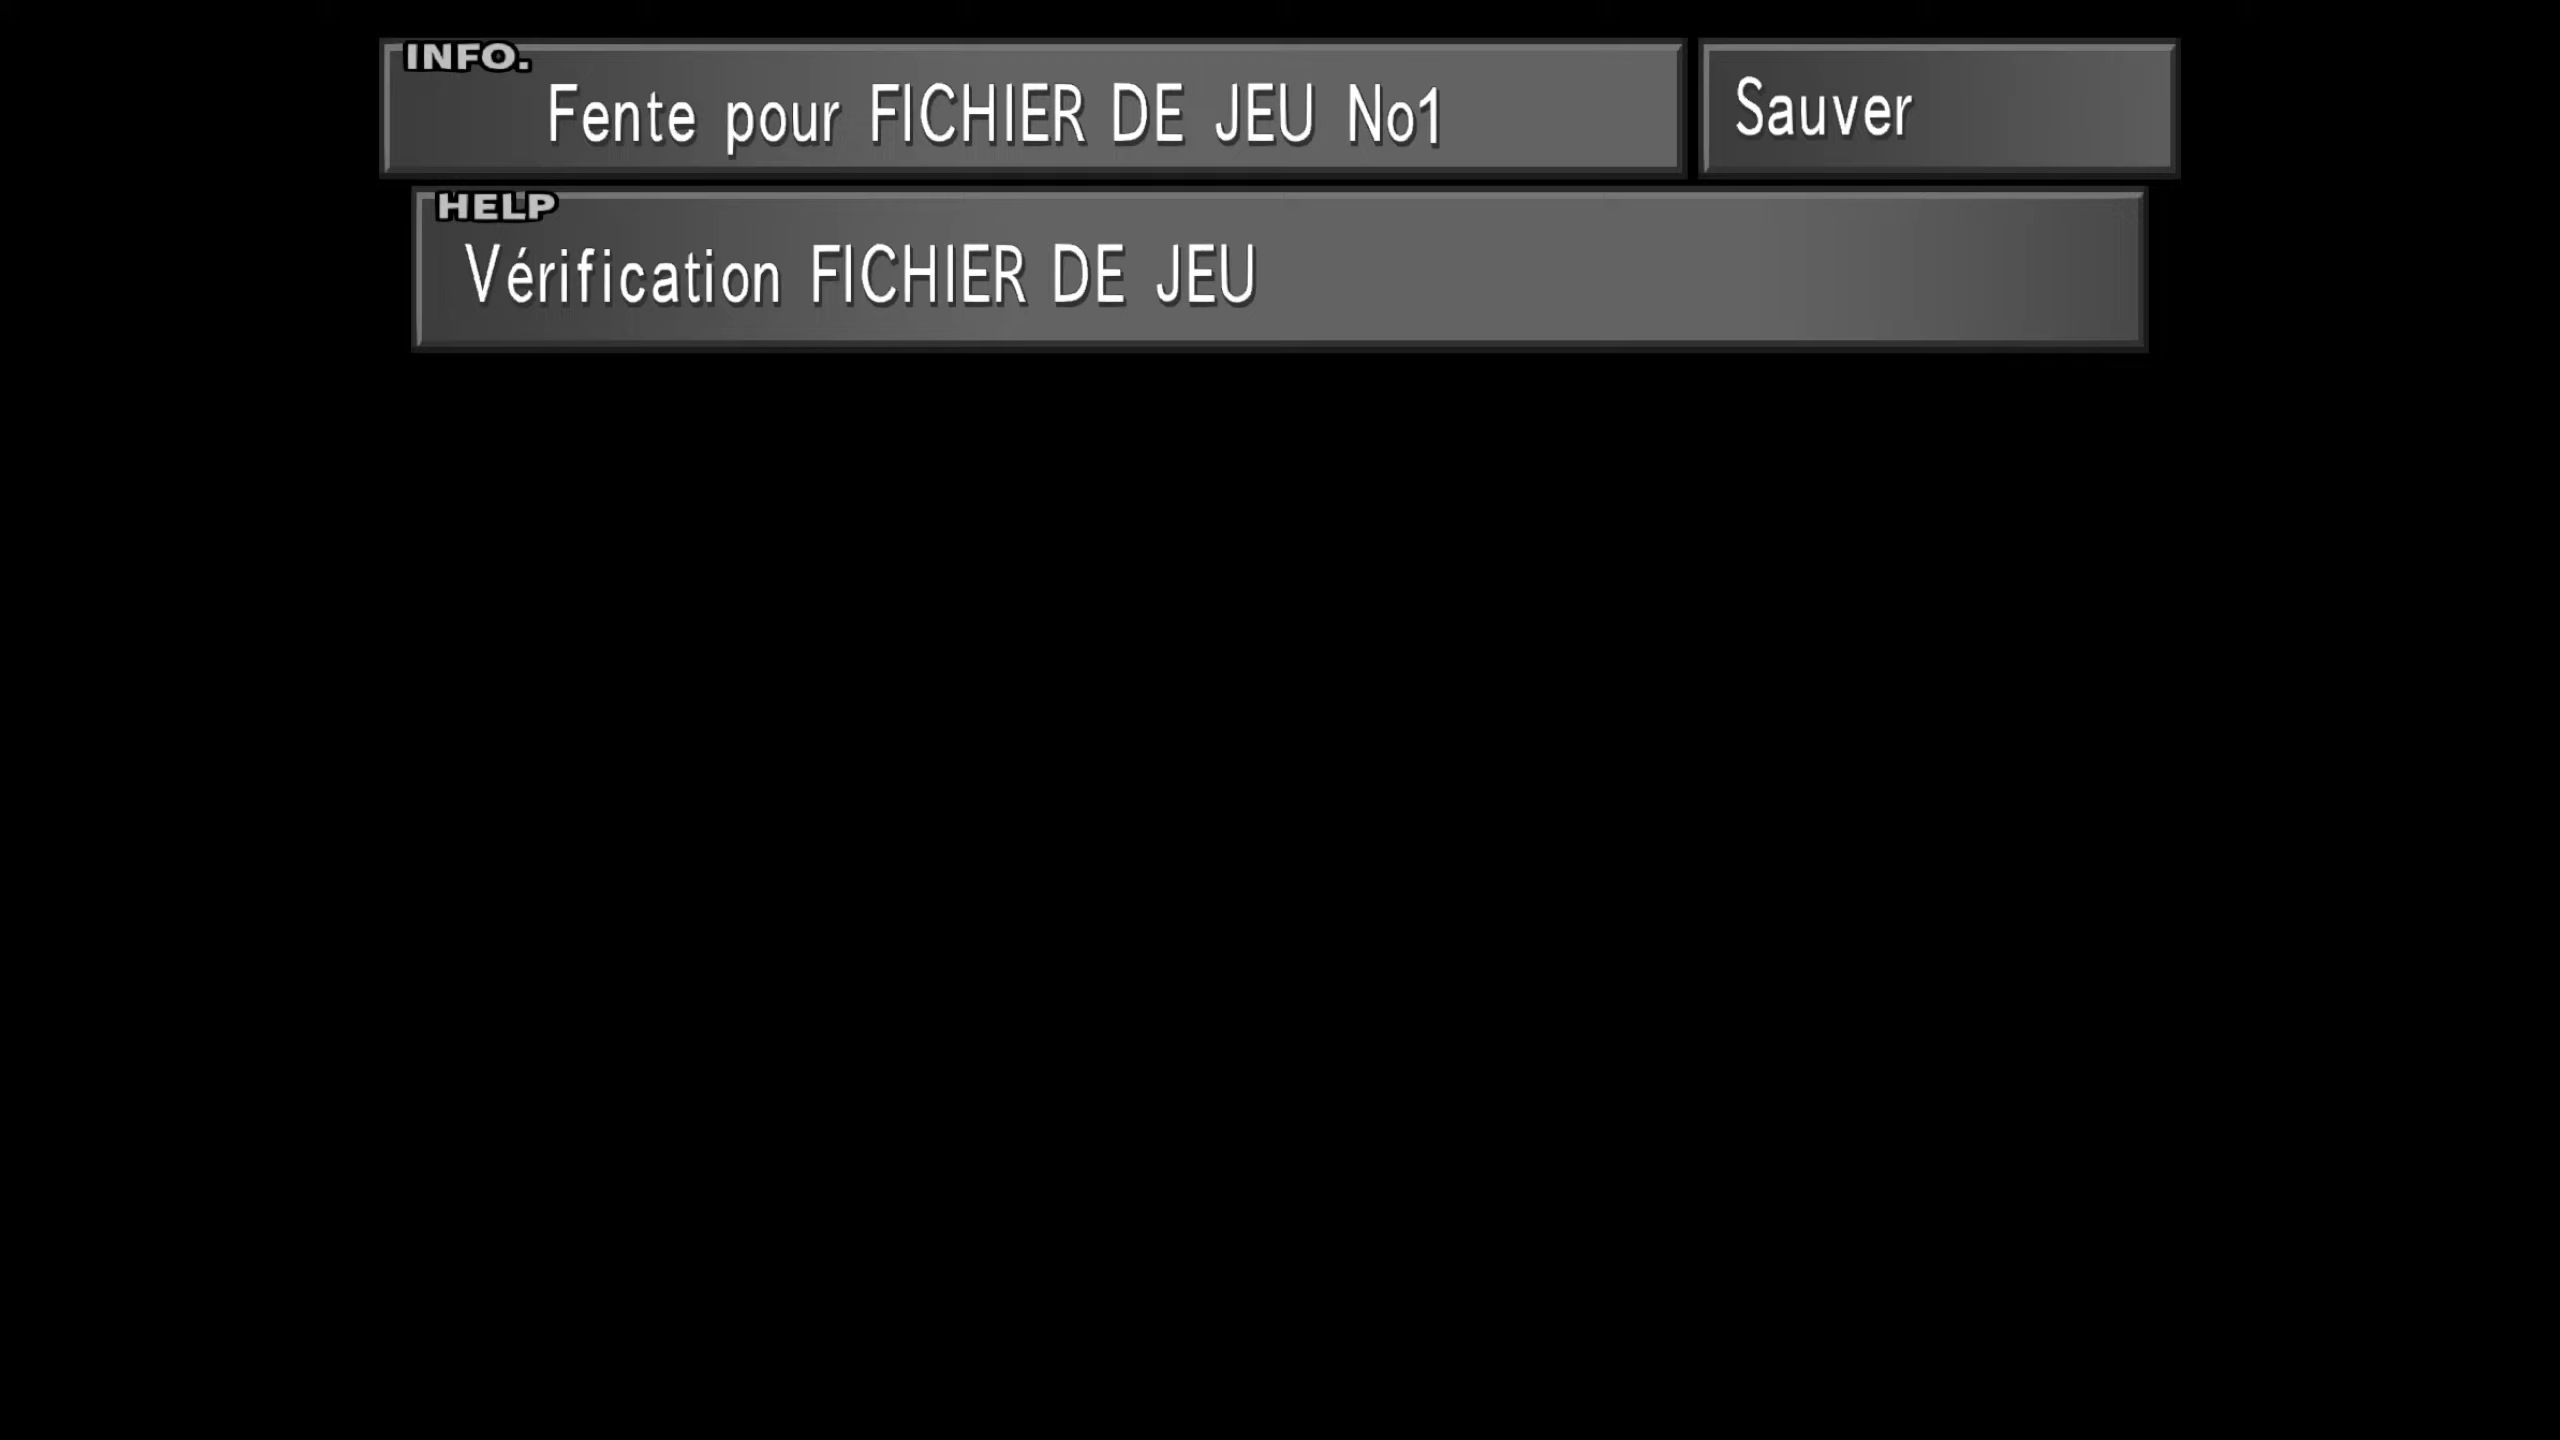 INFO.
Fente pour FICHIER DE JEU No1
Sauver
HELP
Vérification FICHIER DE JEU